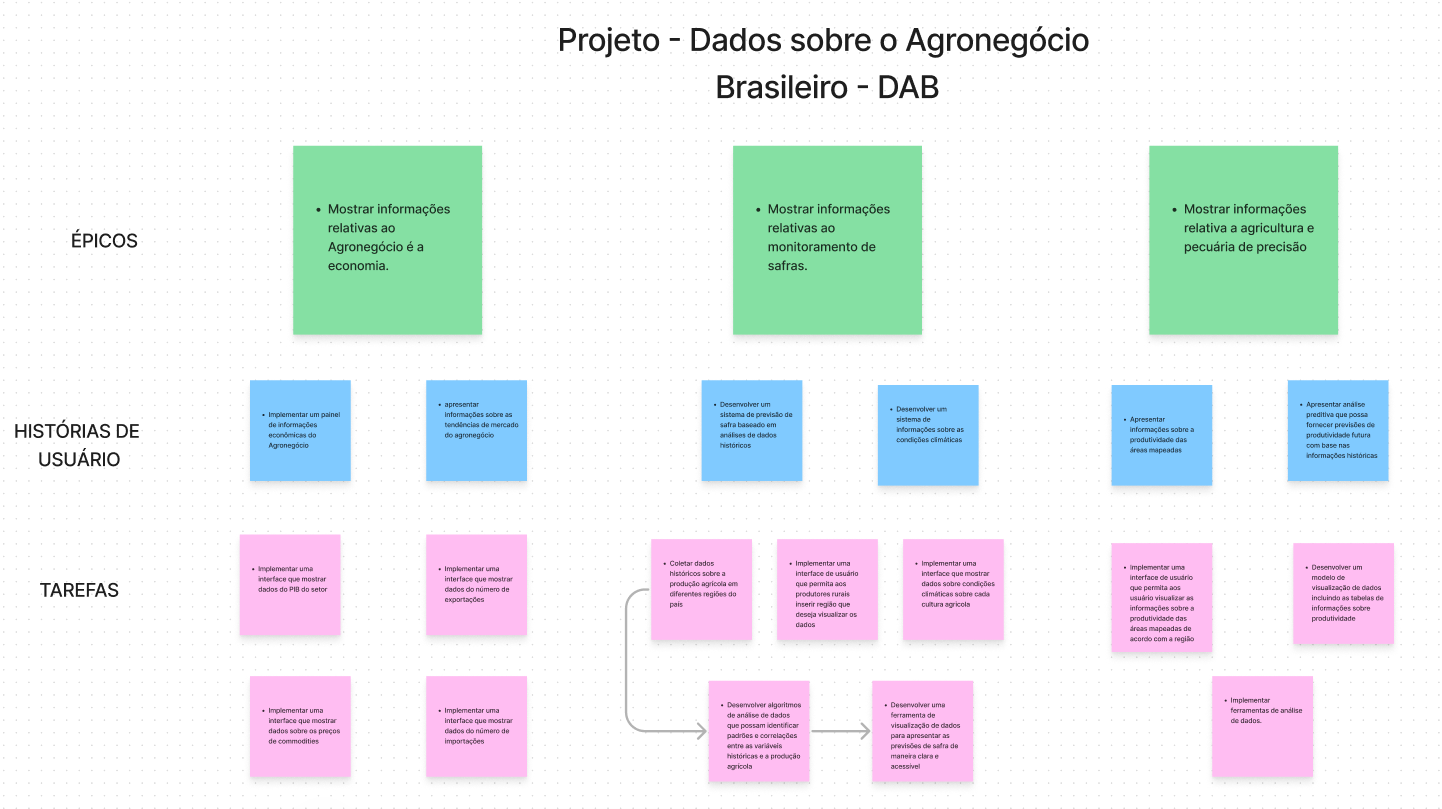 Projeto - Dados sobre o Agronegócio
Brasileiro - DAB
ÉPICOS
• Mostrar informações
relativas ao
Agronegócio é a
economia.
• Mostrar informações
relativas ao
monitoramento de
safras.
• Mostrar informações
relativa a agricultura e
pecuária de precisão
HISTÓRIAS DE
USUÁRIO
• Implementar um painel
de informações
econômicas do
Agronegócio
• apresentar
informações sobre as
tendências de mercado
do agronegócio
• Desenvolver um
sistema de previsão de
safra baseado em
análises de dados
históricos
• Desenvolver um
sistema de
informações sobre as
condições climáticas
• Apresentar
informações sobre a
produtividade das
áreas mapeadas
• Apresentar análise
preditiva que possa
fornecer previsões de
produtividade futura
com base nas
informações históricas
TAREFAS
• Implementar uma
interface que mostrar
dados do PIB do setor
• Implementar uma
interface que mostrar
dados do número de
exportações
• Coletar dados
históricos sobre a
produção agrícola em
diferentes regiões do
país
• Implementar uma
interface de usuário
que permita aos
produtores rurais
inserir região que
deseja visualizar os
dados
• Implementar uma
interface que mostrar
dados sobre condições
climáticas sobre cada
cultura agrícola
• Implementar uma
interface de usuário
que permita aos
usuário visualizar as
informações sobre a
produtividade das
áreas mapeadas de
acordo com a região
• Desenvolver um
modelo de
visualização de dados
incluindo as tabelas de
informações sobre
produtividade
• Implementar uma
interface que mostrar
dados sobre os preços
de commodities
• Implementar uma
interface que mostrar
dados do número de
importações
• Desenvolver algoritmos
de análise de dados
que possam identificar
padrões e correlações
entre as variáveis
históricas e a produção
agrícola
• Desenvolver uma
ferramenta de
visualização de dados
para apresentar as
previsões de safra de
maneira clara e
acessível
• Implementar
ferramentas de análise
de dados.